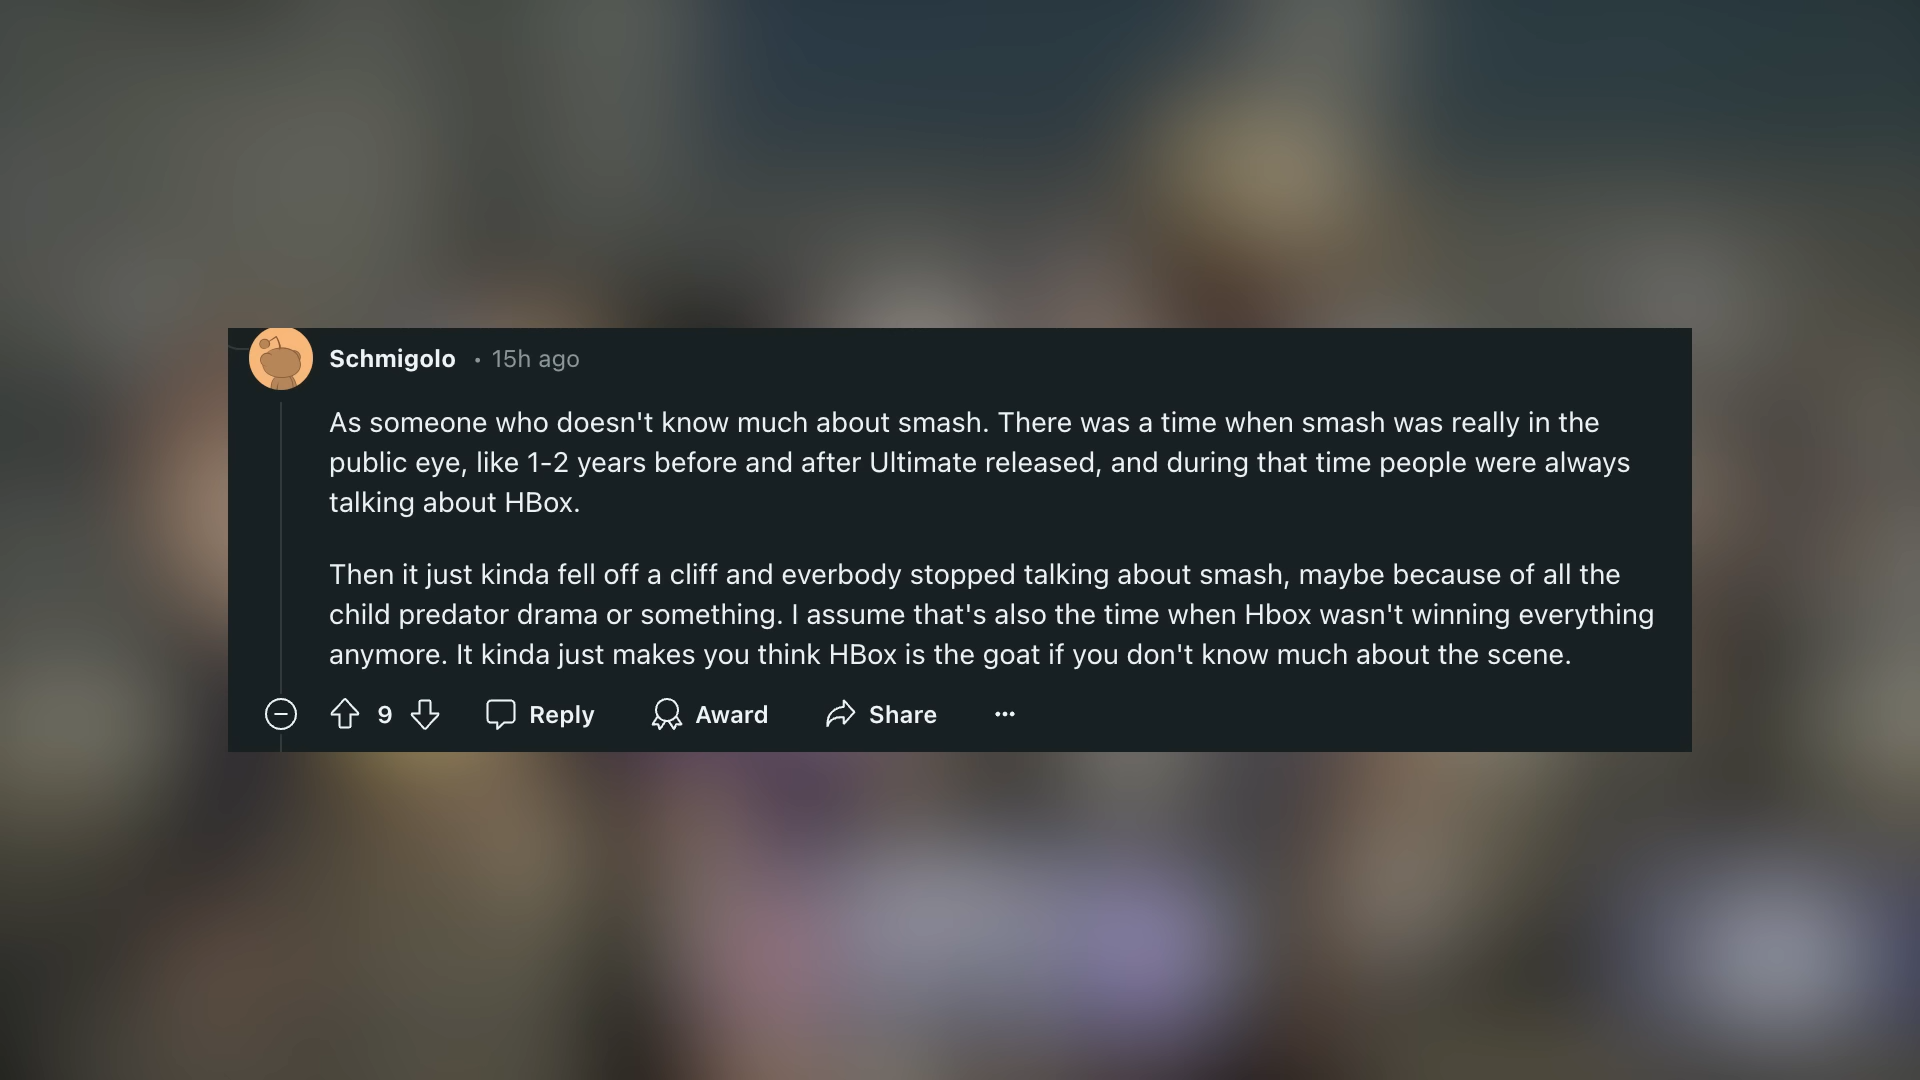 Schmigolo • 15h ago
As someone who doesn't know much about smash. There was a time when smash was really in the
public eye, like 1-2 years before and after Ultimate released, and during that time people were always
talking about HBox.
Then it just kinda fell off a cliff and everbody stopped talking about smash, maybe because of all the
child predator drama or something. I assume that's also the time when Hbox wasn't winning everything
anymore. It kinda just makes you think HBox is the goat if you don't know much about the scene.
9 Reply Award Share ...